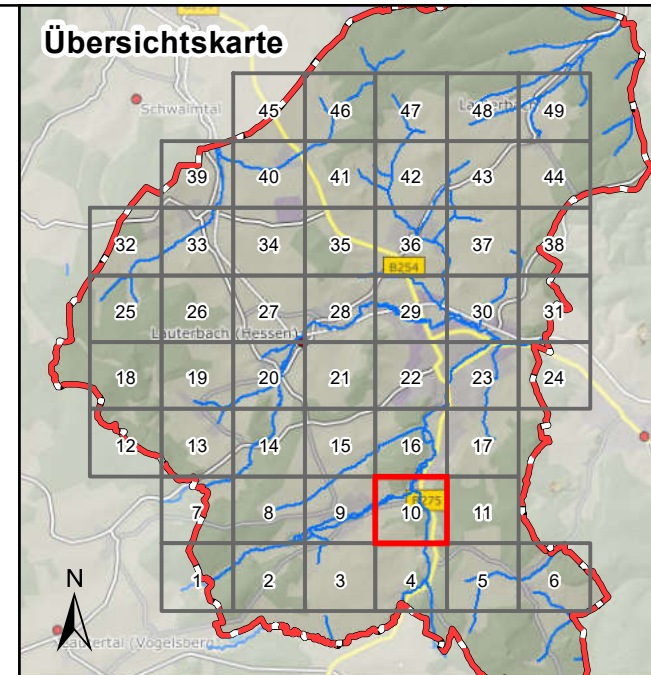 Übersichtskarte
Schwalmtal
45 46 47 48 49
39 40 41 42 43 44
32 33 34 35 36 37 38
B254
25 26 27 28 29 30 31
Lauterbach (Hessen)
18 19 20 21 22 23 24
12 13 14 15 16 17
7 8 9 10 11
B275
1 2 3 4 5 6
N
Lautertal (Vogelsberg)